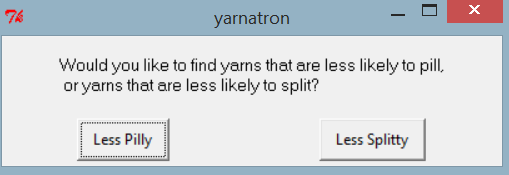 yarnatron
Would you like to find yarns that are less likely to pill,
or yarns that are less likely to split?
Less Pilly
Less Splitty